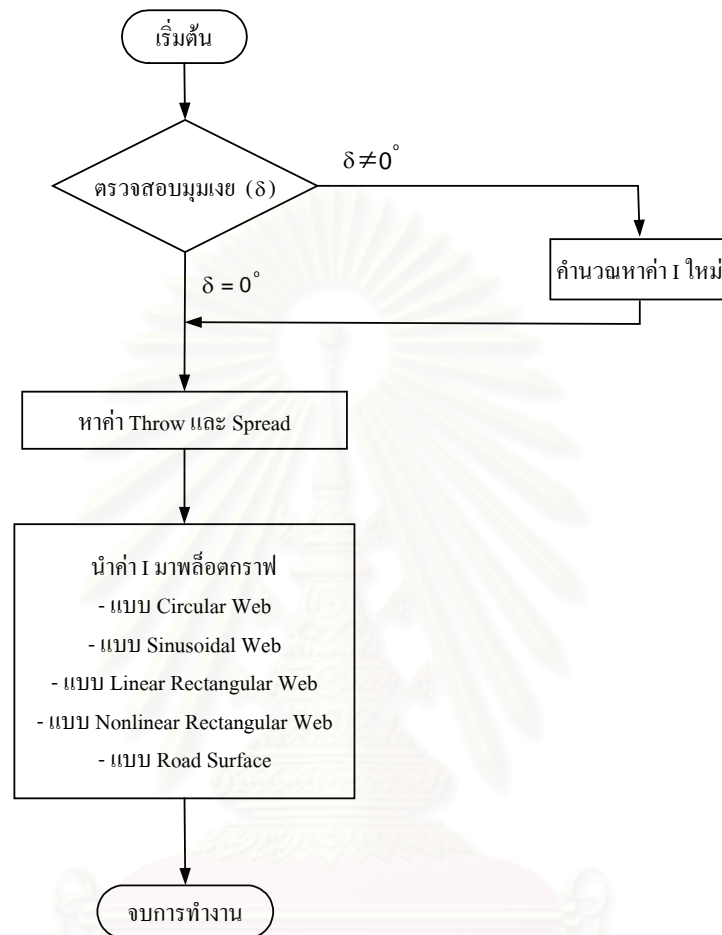 เริ่มต้น
ตรวจสอบมุมเงย (δ)
δ≠0°
คำนวณหาค่า I ใหม่
δ = 0°
หาค่า Throw และ Spread
นำค่า I มาพล็อตกราฟ
- แบบ Circular Web
- แบบ Sinusoidal Web
- แบบ Linear Rectangular Web
- แบบ Nonlinear Rectangular Web
- แบบ Road Surface
จบการทำงาน